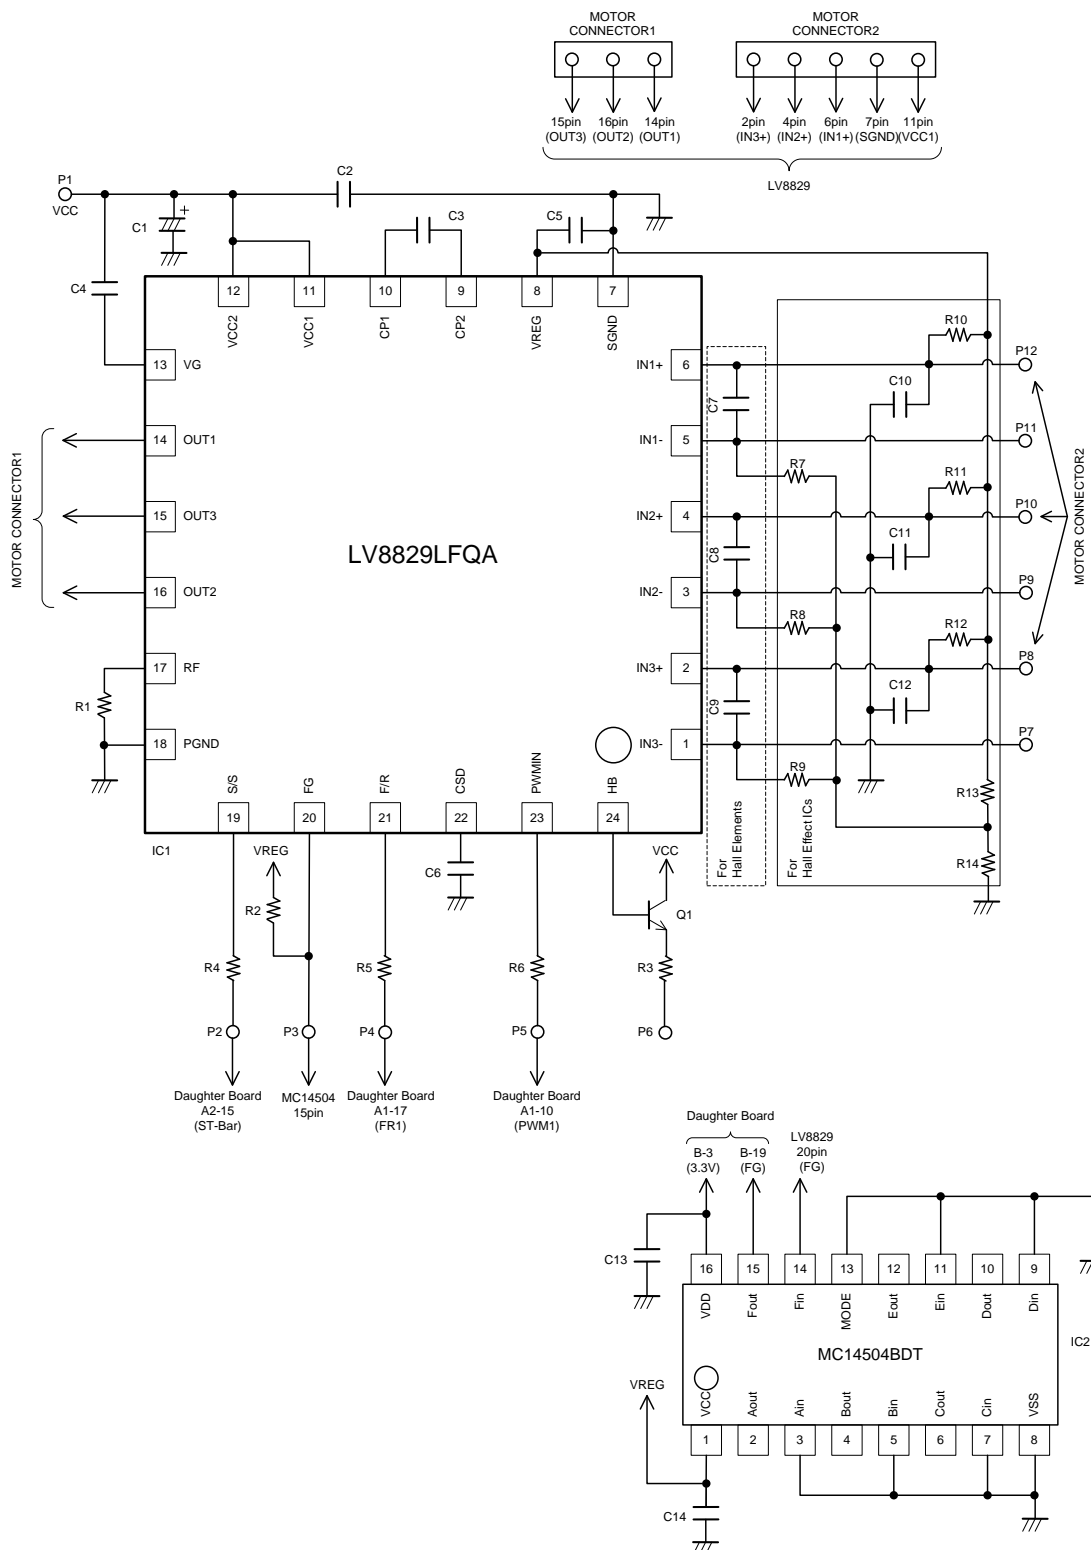 MOTOR
CONNECTOR1
MOTOR
CONNECTOR2
15pin
(OUT3)
16pin
(OUT2)
14pin
(OUT1)
2pin
(IN3+)
4pin
(IN2+)
6pin
(IN1+)
7pin
(SGND)
11pin
(VCC1)
LV8829
P1
VCC
C1
C2
C3
C5
C4
12
11
10
9
8
7
VCC2
VCC1
CP1
CP2
VREG
SGND
R10
13
VG
IN1+
6
P12
C7
C10
MOTOR CONNECTOR1
14
OUT1
IN1-
5
P11
R7
R11
15
OUT3
LV8829LFQA
IN2+
4
P10
MOTOR CONNECTOR2
C8
C11
16
OUT2
IN2-
3
P9
R8
R12
17
RF
IN3+
2
P8
R1
C9
C12
18
PGND
IN3-
1
P7
S/S
FG
F/R
CSD
PWMIN
HB
R9
R13
19
20
21
22
23
24
IC1
VREG
C6
VCC
For
Hall Elements
For
Hall Effect ICs
R14
R2
Q1
R4
R5
R6
R3
P2
P3
P4
P5
P6
Daughter Board
A2-15
(ST-Bar)
MC14504
15pin
Daughter Board
A1-17
(FR1)
Daughter Board
A1-10
(PWM1)
Daughter Board
B-3
(3.3V)
B-19
(FG)
LV8829
20pin
(FG)
C13
16
15
14
13
12
11
10
9
VDD
Fout
Fin
MODE
Eout
Ein
Dout
Din
MC14504BDT
IC2
VREG
VCC
Aout
Ain
Bout
Bin
Cout
Cin
VSS
1
2
3
4
5
6
7
8
C14